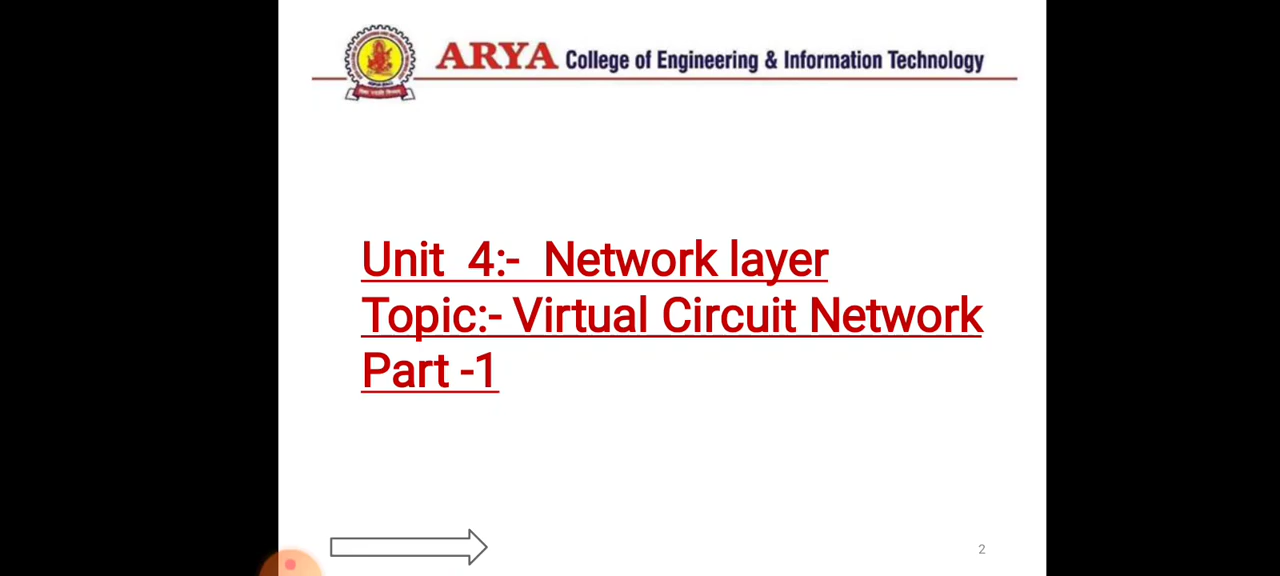 ARYA College of Engineering & Information Technology
Unit 4:- Network layer
Topic:- Virtual Circuit Network
Part -1
2